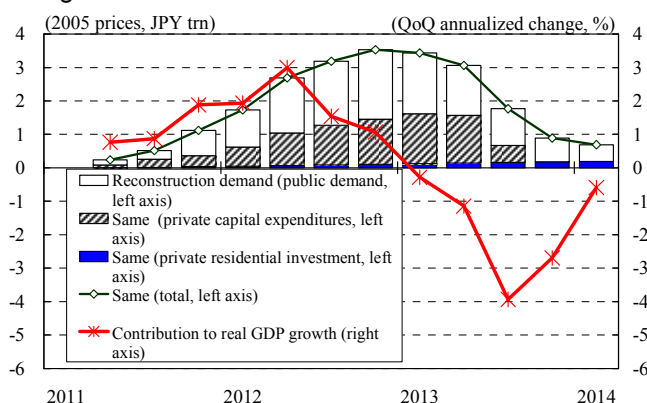 (2005 prices, JPY trn) (QoQ annualized change, %)
4 4
3 3
2 2
1 1
0 0
-1 -1
-2 -2
-3 -3
-4 -4
-5 -5
-6 -6
Reconstruction demand (public demand,
left axis)
Same (private capital expenditures, left
axis)
Same (private residential investment, left
axis)
Same (total, left axis)
Contribution to real GDP growth (right
axis)
2011 2012 2013 2014